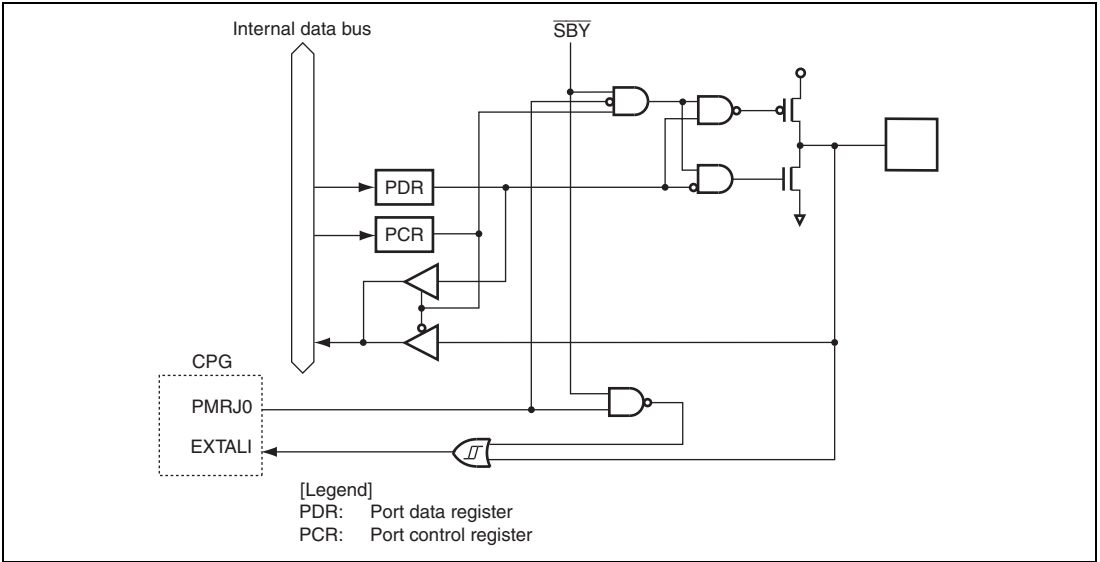 Internal data bus
SBY
PDR
PCR
CPG
PMRJ0
EXTALI
[Legend]
PDR: Port data register
PCR: Port control register